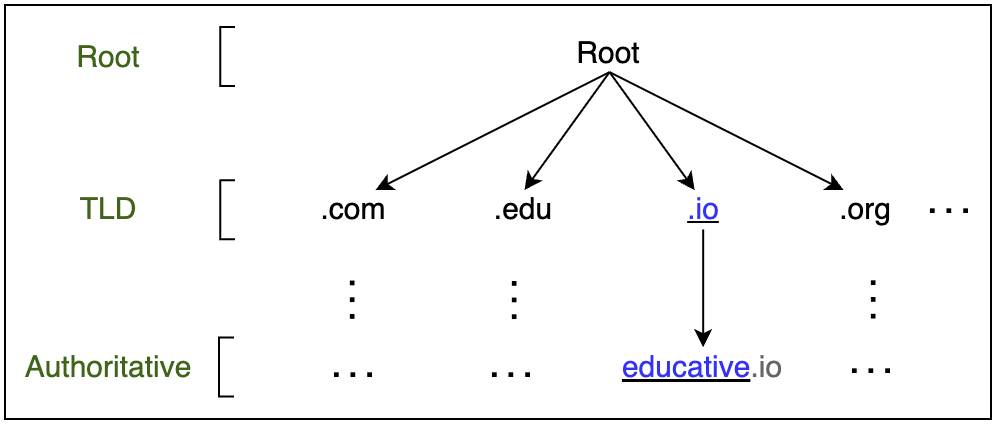 Root Root
TLD .com .edu .io .org ...
Authoritative ... ... educative.io ...